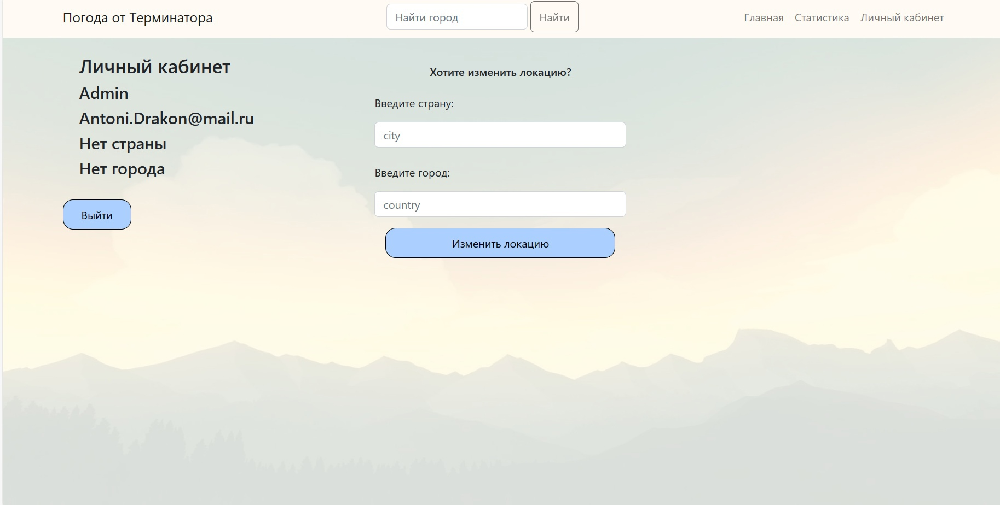 Погода от Терминатора
Найти город
Найти
Главная Статистика Личный кабинет
Личный кабинет
Admin
Antoni.Drakon@mail.ru
Нет страны
Нет города
Выйти
Хотите изменить локацию?
Введите страну:
city
Введите город:
country
Изменить локацию